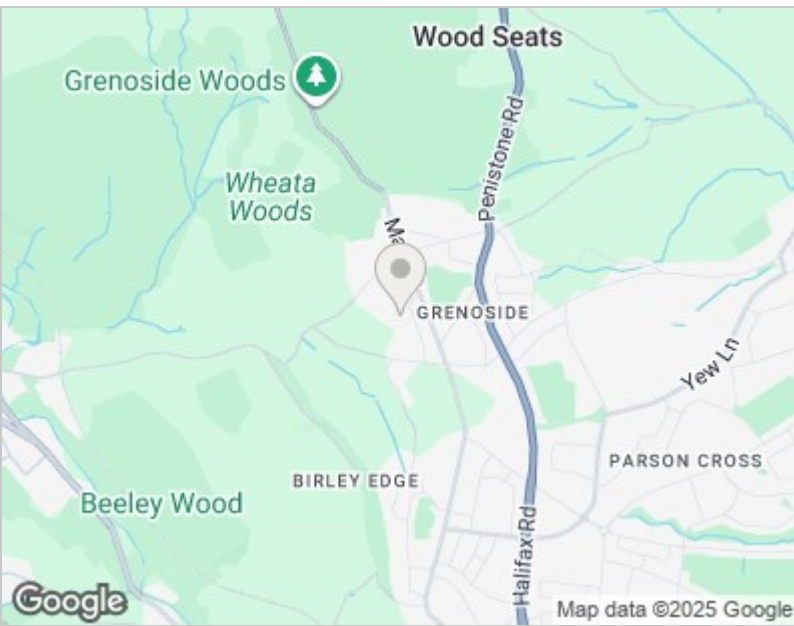 Wood Seats
Grenoside Woods
Penistone Rd
Wheata
Woods
Ma
GRENOSIDE
Yew Ln
PARSON CROSS
BIRLEY EDGE
Beeley Wood
Halifax Rd
Google
Map data ©2025 Google